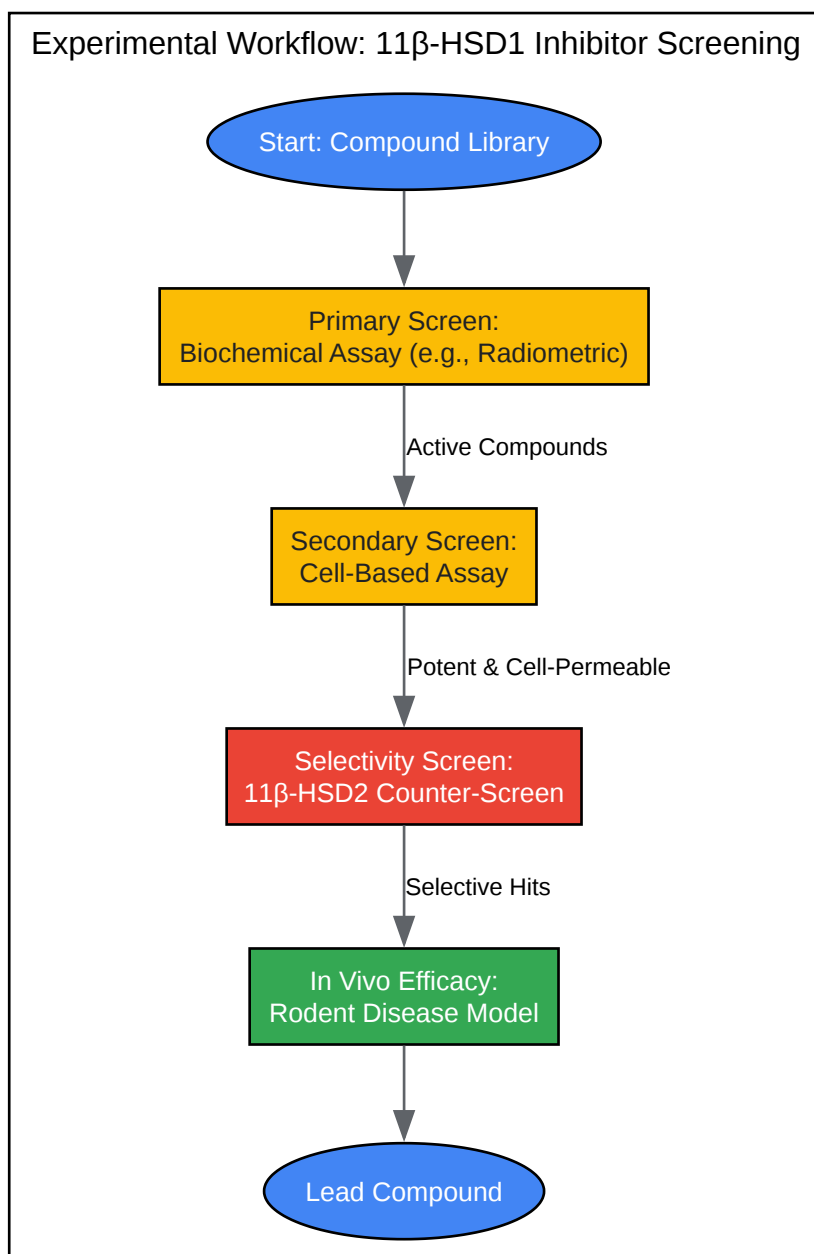 Experimental Workflow: 11β-HSD1 Inhibitor Screening
Start: Compound Library
Primary Screen:
Biochemical Assay (e.g., Radiometric)
Active Compounds
Secondary Screen:
Cell-Based Assay
Potent & Cell-Permeable
Selectivity Screen:
11β-HSD2 Counter-Screen
Selective Hits
In Vivo Efficacy:
Rodent Disease Model
Lead Compound